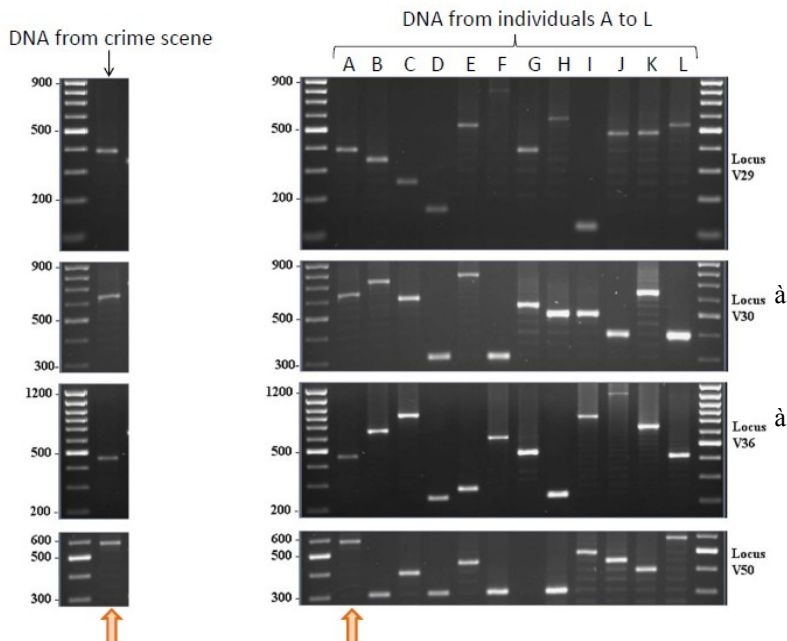 DNA from individuals A to L
DNA from crime scene
A B C D E F G H I J K L
900
500
200
900
500
200
Locus
V29
900
500
300
900
500
300
Locus
V30
à
1200
500
200
1200
500
200
Locus
V36
à
600
500
300
600
500
300
Locus
V50